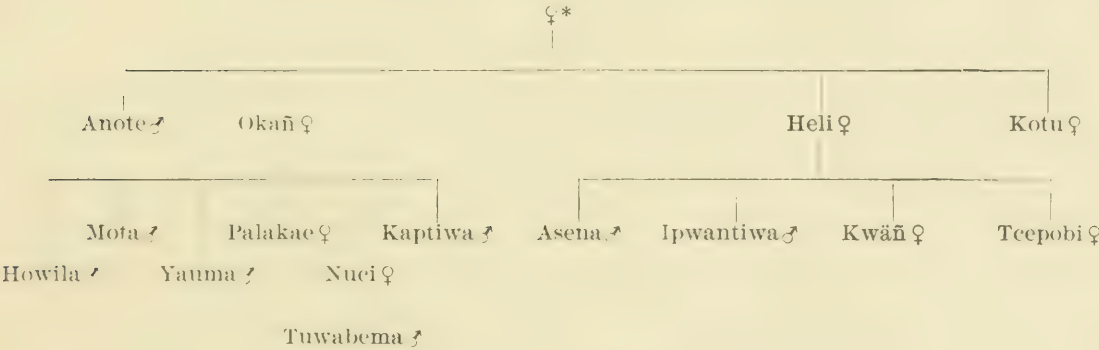 ♀*
Anote♂ Okañ♀ Heli♀ Kotu♀
Mota♂ Palakae♀ Kaptiwa♂ Asena♂ Ipwantiwa♂ Kwäñ♀ Tcepobi♀
Howila♂ Yauma♂ Nuci♀
Tuwabema♂